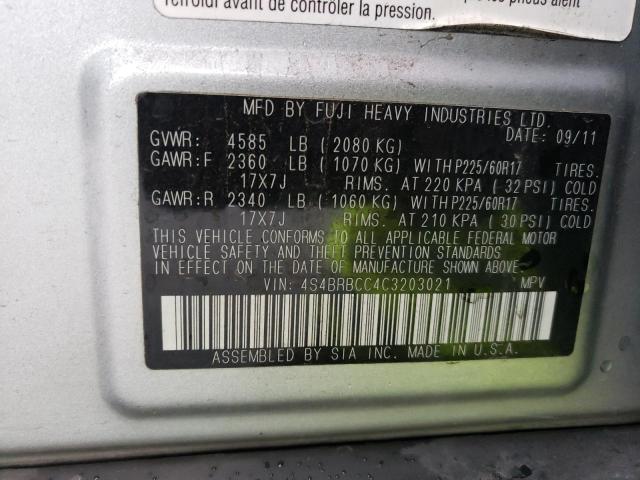 refroidi avant de contrôler la pression.
les pneus aient
MFD BY FUJI HEAVY INDUSTRIES LTD.
DATE: 09/11
GVWR: 4585 LB ( 2080 KG)
GAWR:F 2360 LB ( 1070 KG) WITH P225/60R17 TIRES.
17X7J RIMS. AT 220 KPA ( 32 PSI) COLD
GAWR:R 2340 LB ( 1060 KG) WITH P225/60R17 TIRES.
17X7J RIMS. AT 210 KPA ( 30 PSI) COLD
THIS VEHICLE CONFORMS TO ALL APPLICABLE FEDERAL MOTOR
VEHICLE SAFETY AND THEFT PREVENTION STANDARDS
IN EFFECT ON THE DATE OF MANUFACTURE SHOWN ABOVE
VIN: 4S4BRBCC4C3203021 MPV
ASSEMBLED BY SIA INC. MADE IN U.S.A.